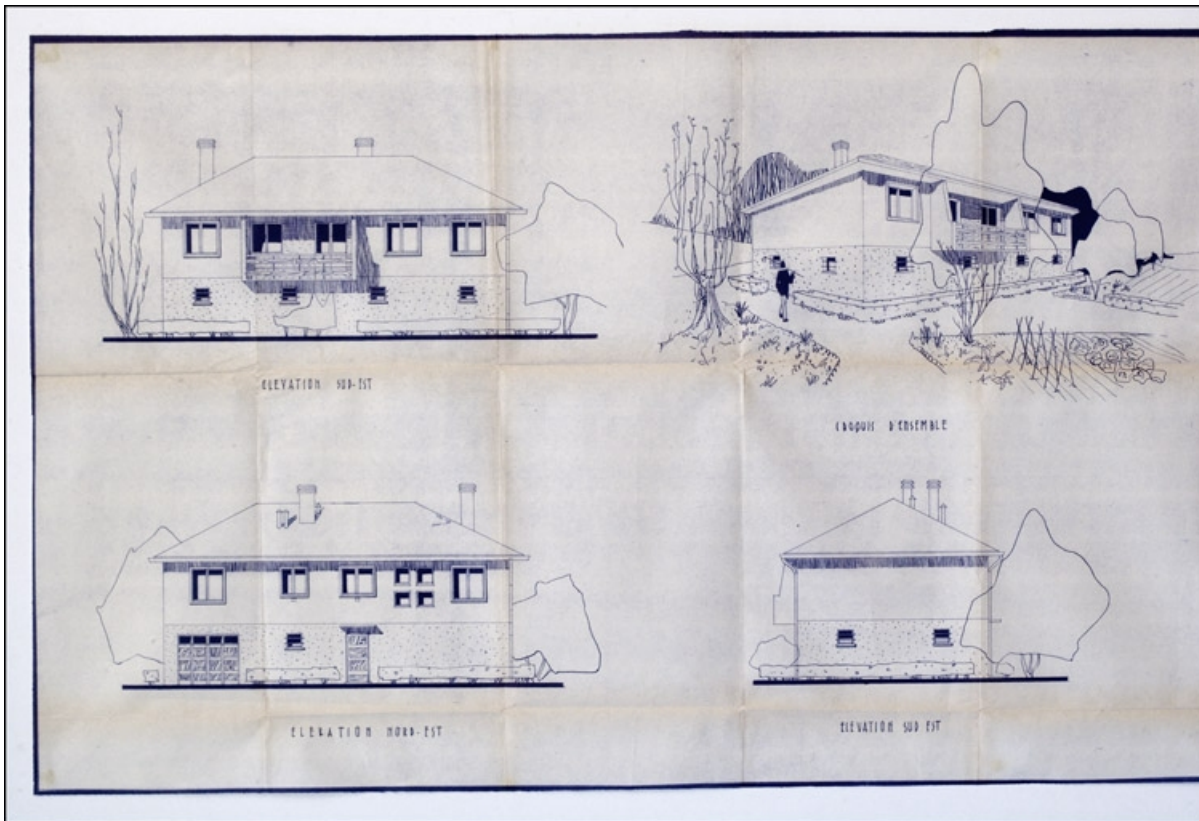 ELEVATION SUD-EST
CROQUIS D'ENSEMBLE
ELEVATION NORD-EST
ELEVATION SUD EST